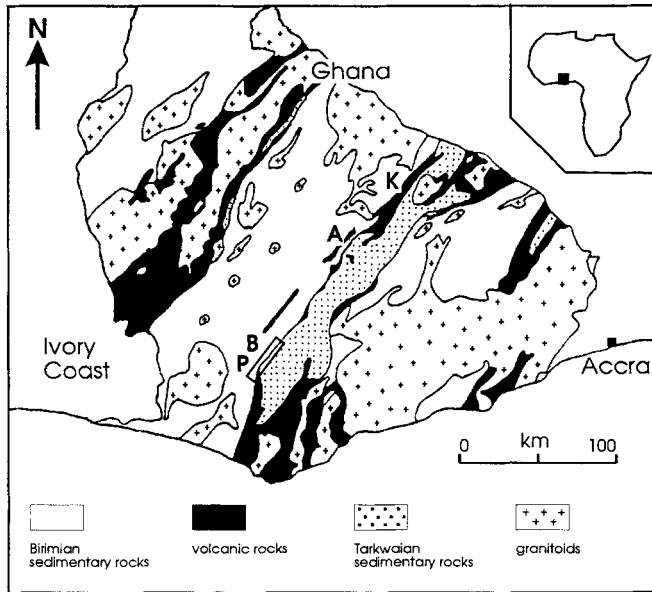 N
Ghana
K
A
B
P
Ivory
Coast
Accra
0 km 100
Birimian
sedimentary rocks
volcanic rocks
Tarkwaian
sedimentary rocks
granitoids